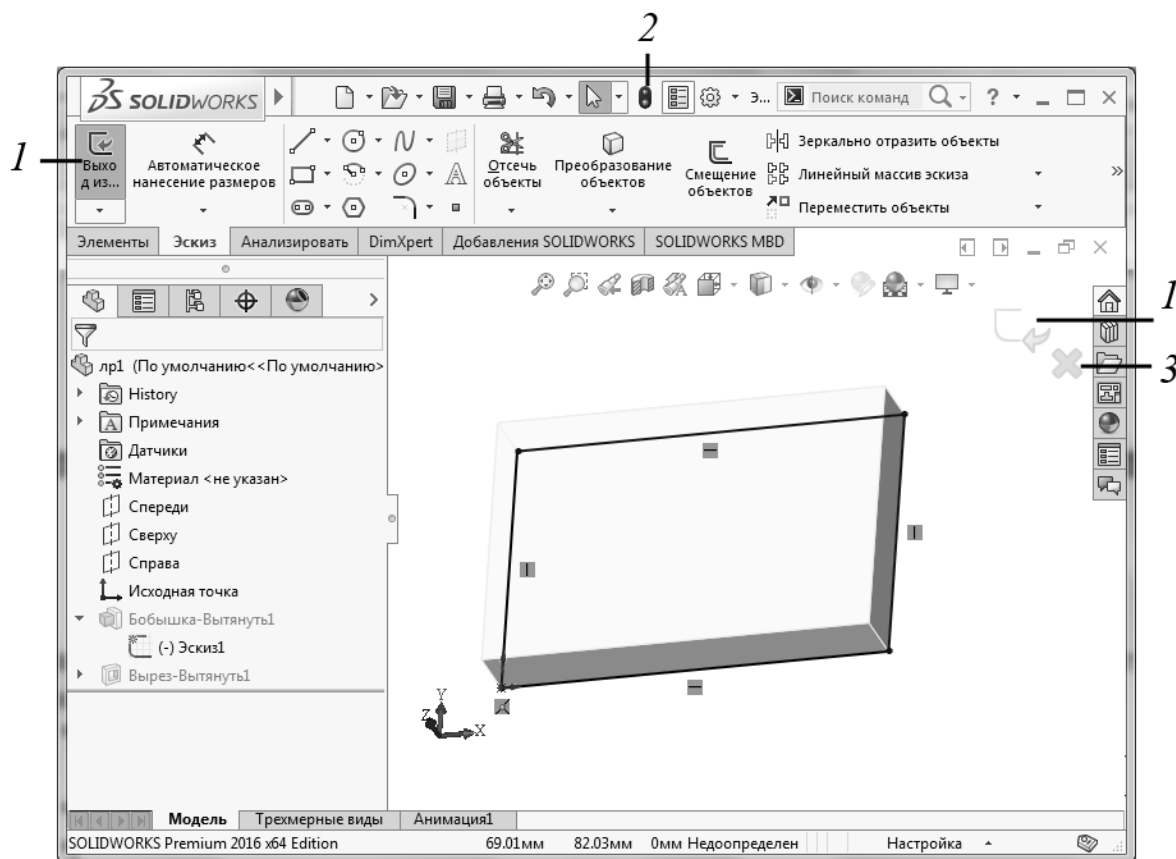 2
SOLIDWORKS
Э...
Поиск команд
?
1
Выхо
д из...
Автоматическое
нанесение размеров
Отсечь
объекты
Преобразование
объектов
Смещение
объектов
Зеркально отразить объекты
Линейный массив эскиза
Переместить объекты
Элементы
Эскиз
Анализировать
DimXpert
Добавления SOLIDWORKS
SOLIDWORKS MBD
1
3
лр1 (По умолчанию<<По умолчанию>
History
Примечания
Датчики
Материал <не указан>
Спереди
Сверху
Справа
Исходная точка
Бобышка-Вытянуть1
(-) Эскиз1
Вырез-Вытянуть1
Y
Z
X
Модель
Трехмерные виды
Анимация1
SOLIDWORKS Premium 2016 x64 Edition
69.01мм
82.03мм
0мм Недоопределен
Настройка